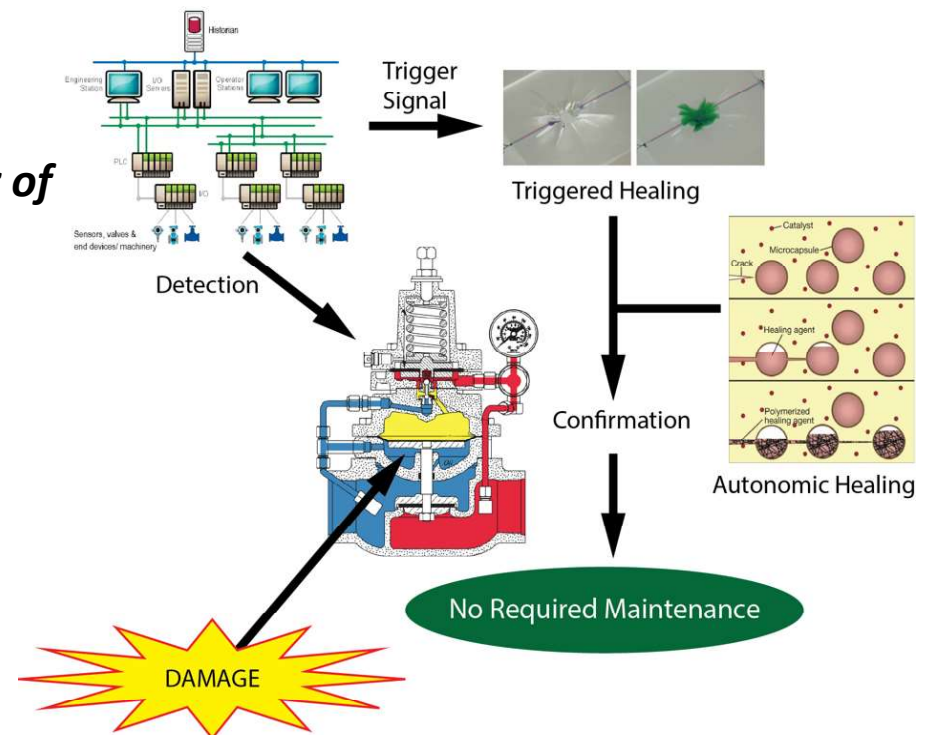 Historian
Engineering
Station
I/O
Servers
Operator
Stations
Trigger
Signal
PLC
I/O
of
Sensors, valves &
end devices/ machinery
Triggered Healing
Detection
Catalyst
Microcapsule
Crack
Healing agent
Polymerized
healing agent
Autonomic Healing
Confirmation
No Required Maintenance
DAMAGE